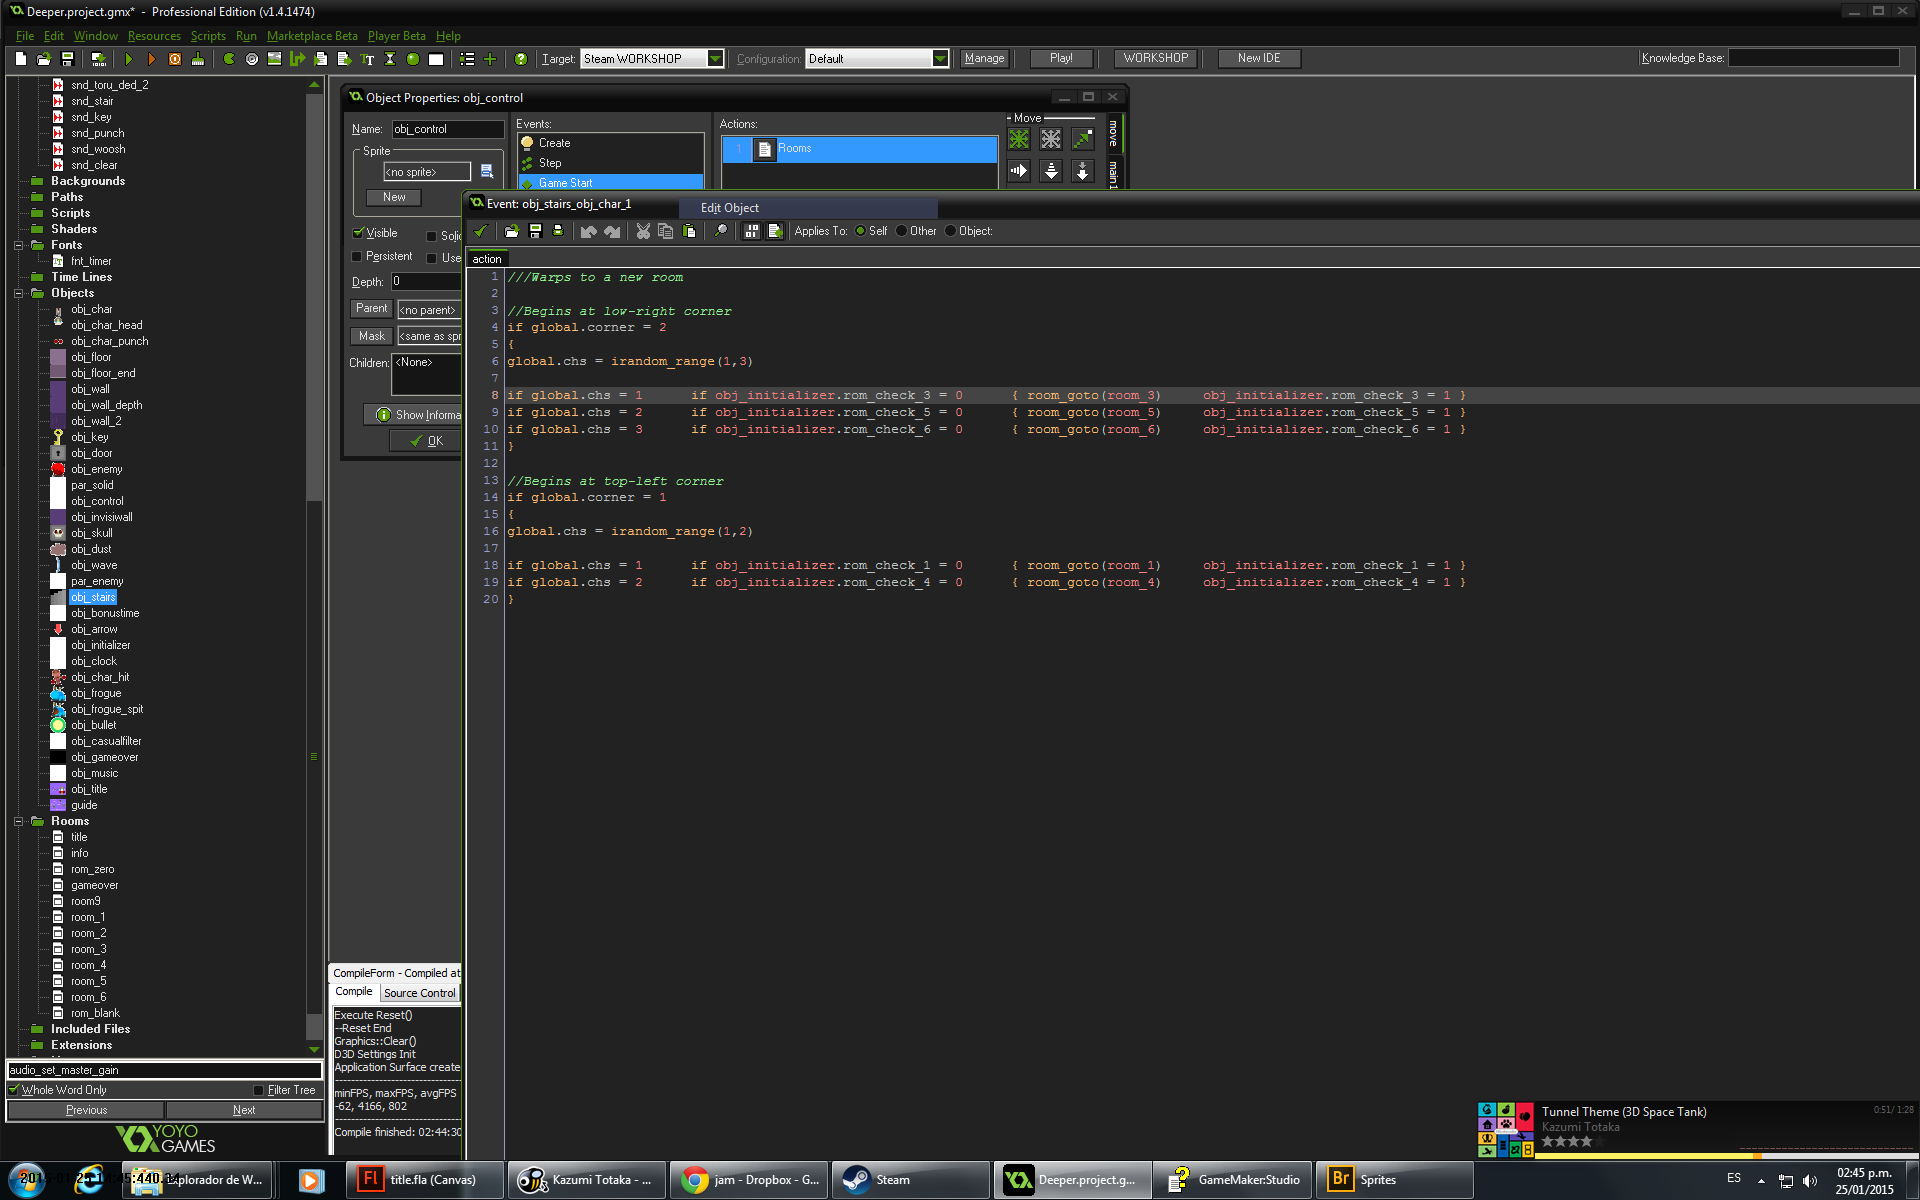 Deeper.project.gmx* - Professional Edition (v1.4.1474)
File Edit Window Resources Scripts Run Marketplace Beta Player Beta Help
Target: Steam WORKSHOP Configuration: Default Manage Play! WORKSHOP New IDE Knowledge Base:
snd_toru_ded_2
snd_stair
snd_key
snd_punch
snd_woosh
snd_clear
Backgrounds
Paths
Scripts
Shaders
Fonts
fnt_timer
Time Lines
Objects
obj_char
obj_char_head
obj_char_punch
obj_floor
obj_floor_end
obj_wall
obj_wall_depth
obj_wall_2
obj_key
obj_door
obj_enemy
par_solid
obj_control
obj_invisiwall
obj_skull
obj_dust
obj_wave
par_enemy
obj_stairs
obj_bonustime
obj_arrow
obj_initializer
obj_clock
obj_char_hit
obj_frogue
obj_frogue_spit
obj_bullet
obj_casualfilter
obj_gameover
obj_music
obj_title
guide
Rooms
title
info
rom_zero
gameover
room9
room_1
room_2
room_3
room_4
room_5
room_6
rom_blank
Included Files
Extensions
audio_set_master_gain
Whole Word Only Filter Tree
Previous Next
YOYO
GAMES
Object Properties: obj_control
Name: obj_control
Sprite
<no sprite>
New
Visible Solid
Persistent Use
Depth: 0
Parent <no parent>
Mask <same as spr
Children: <None>
Show Informa
OK
Events:
Create
Step
Game Start
Actions:
1 Rooms
Move
move
main1
Event: obj_stairs_obj_char_1
Edit Object
Applies To: Self Other Object:
action
1 ///Warps to a new room
2
3 //Begins at low-right corner
4 if global.corner = 2
5 {
6 global.chs = irandom_range(1,3)
7
8 if global.chs = 1 if obj_initializer.rom_check_3 = 0 { room_goto(room_3) obj_initializer.rom_check_3 = 1 }
9 if global.chs = 2 if obj_initializer.rom_check_5 = 0 { room_goto(room_5) obj_initializer.rom_check_5 = 1 }
10 if global.chs = 3 if obj_initializer.rom_check_6 = 0 { room_goto(room_6) obj_initializer.rom_check_6 = 1 }
11 }
12
13 //Begins at top-left corner
14 if global.corner = 1
15 {
16 global.chs = irandom_range(1,2)
17
18 if global.chs = 1 if obj_initializer.rom_check_1 = 0 { room_goto(room_1) obj_initializer.rom_check_1 = 1 }
19 if global.chs = 2 if obj_initializer.rom_check_4 = 0 { room_goto(room_4) obj_initializer.rom_check_4 = 1 }
20 }
CompileForm - Compiled at
Compile Source Control
Execute Reset()
--Reset End
Graphics::Clear()
D3D Settings Init
Application Surface create
minFPS, maxFPS, avgFPS
-62, 4166, 802
Compile finished: 02:44:30
Tunnel Theme (3D Space Tank) 0:51/ 1:28
Kazumi Totaka
Explorador de W...
Fl title.fla (Canvas)
Kazumi Totaka - ...
jam - Dropbox - G...
Steam
Deeper.project.g...
GameMaker:Studio
Br Sprites
ES
02:45 p.m.
25/01/2015